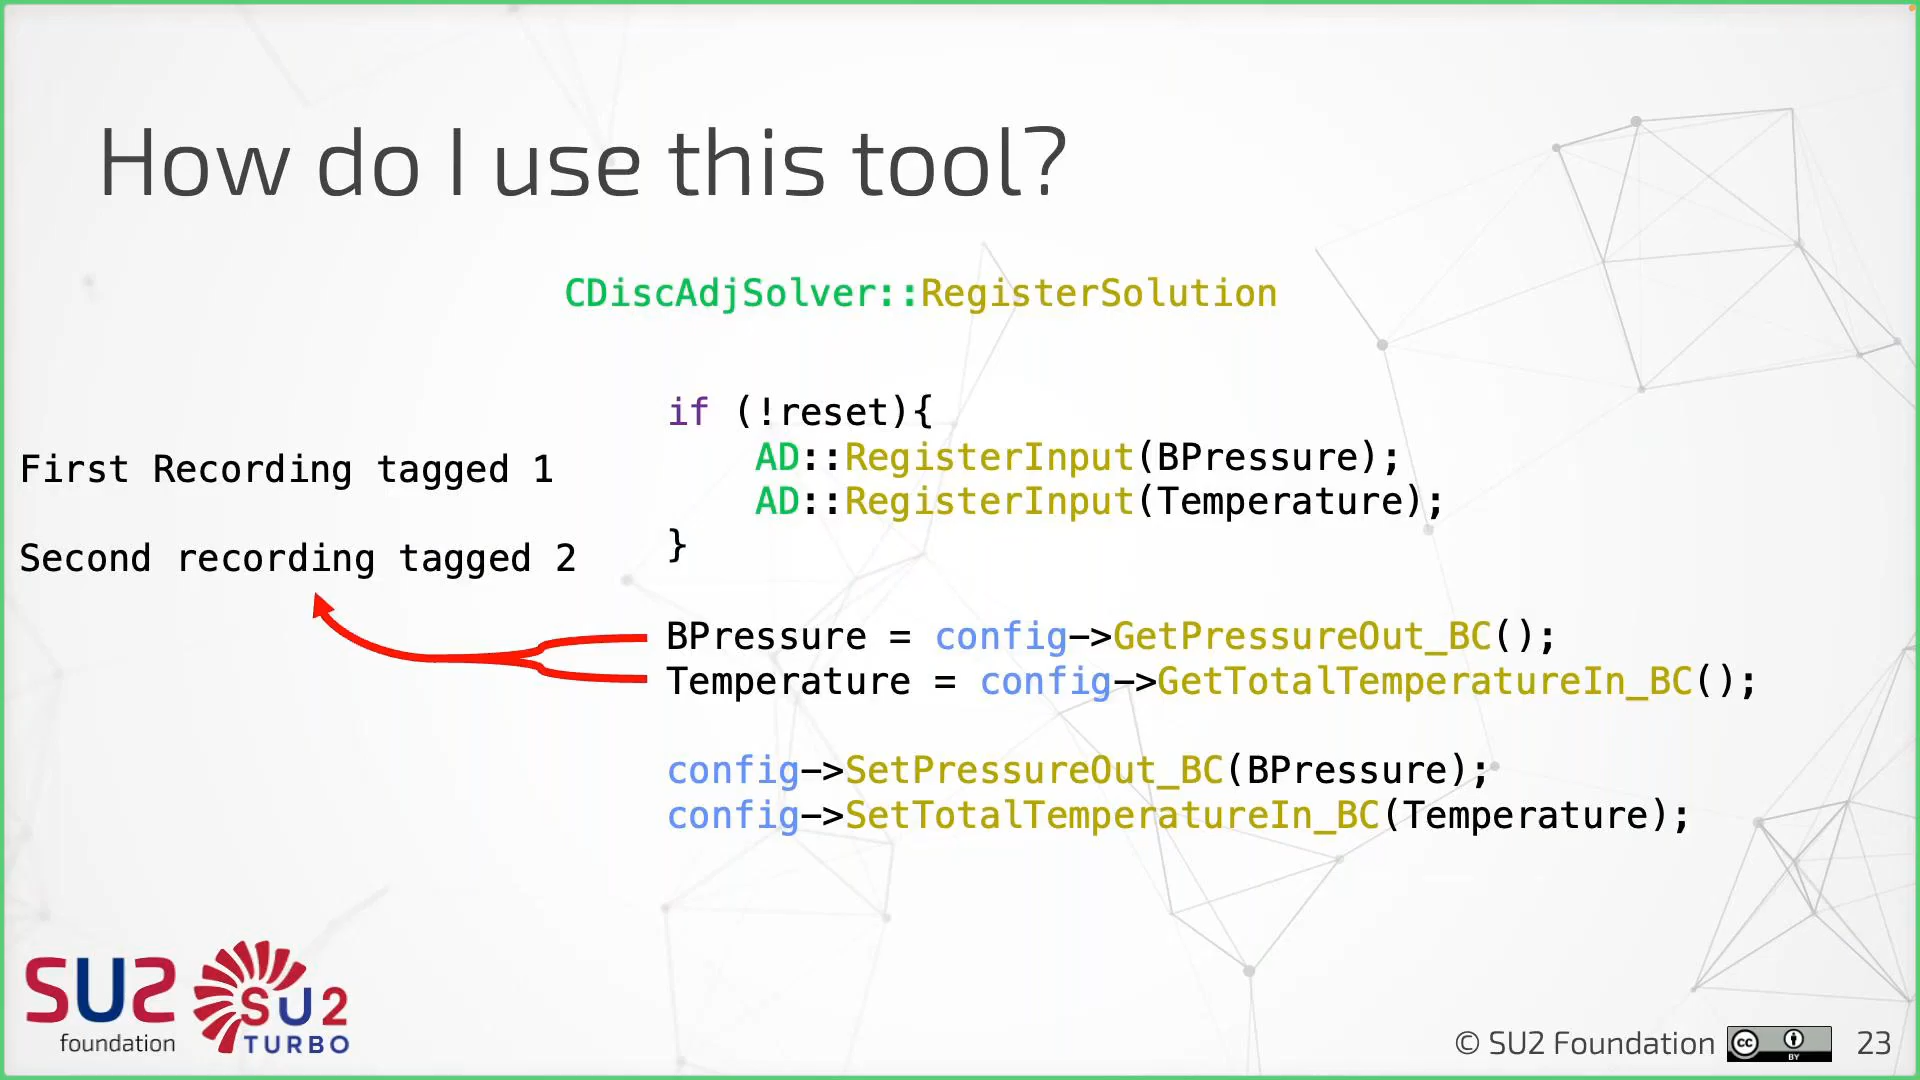 How do I use this tool?
CDiscAdjSolver::RegisterSolution
if (!reset){
AD::RegisterInput(BPressure);
AD::RegisterInput(Temperature);
}
First Recording tagged 1
Second recording tagged 2
BPressure = config->GetPressureOut_BC();
Temperature = config->GetTotalTemperatureIn_BC();
config->SetPressureOut_BC(BPressure);
config->SetTotalTemperatureIn_BC(Temperature);
SU2
foundation
SU2
TURBO
© SU2 Foundation
cc
BY
23